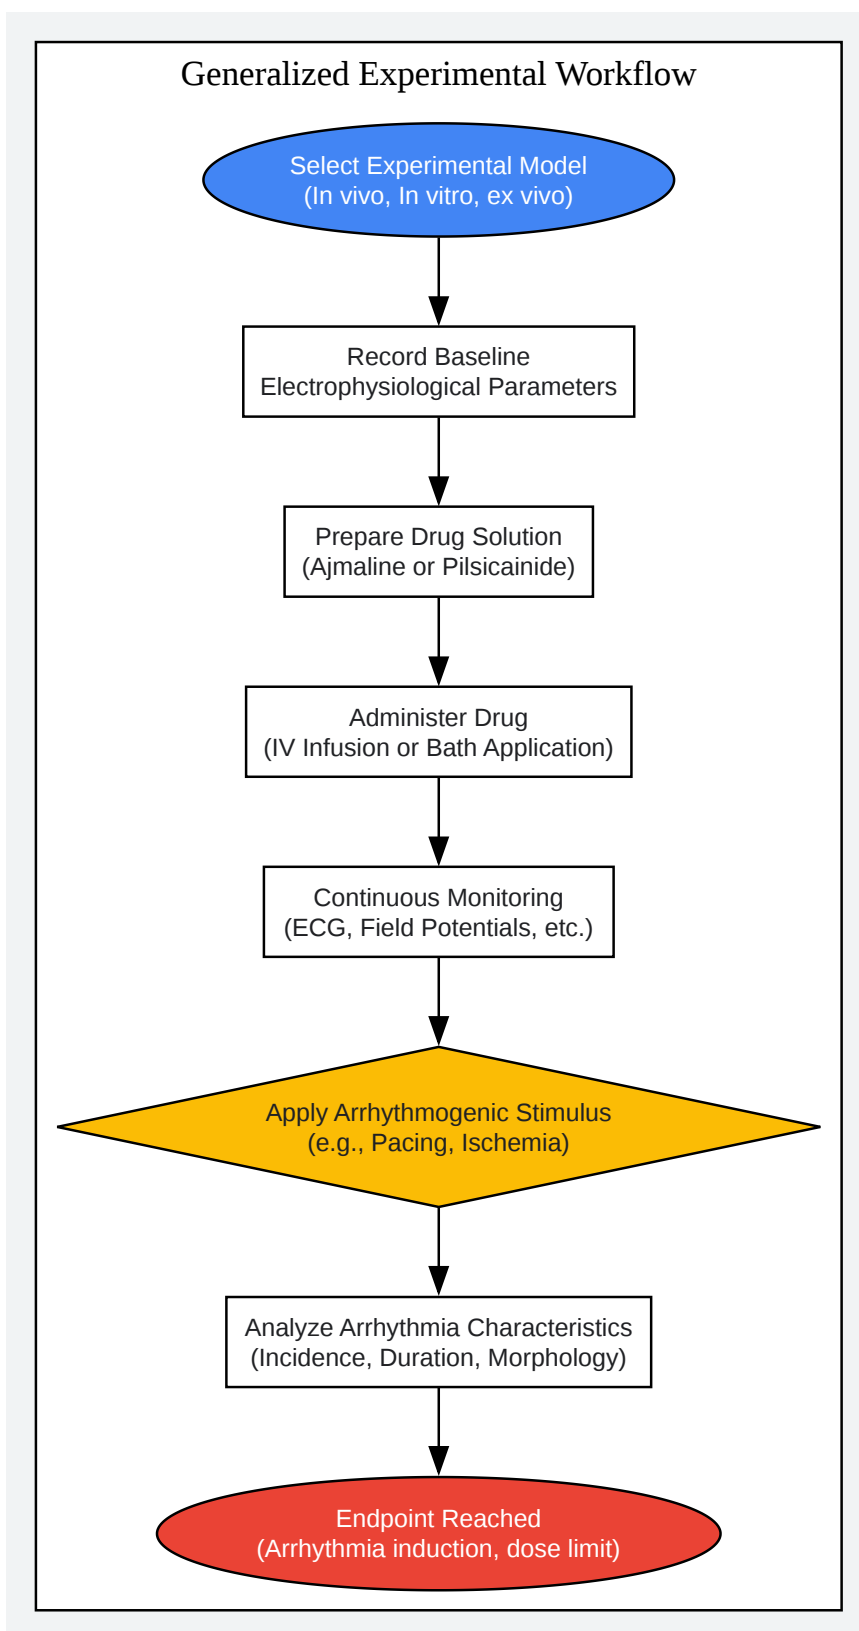 Generalized Experimental Workflow
Select Experimental Model
(In vivo, In vitro, ex vivo)
Record Baseline
Electrophysiological Parameters
Prepare Drug Solution
(Ajmaline or Pilsicainide)
Administer Drug
(IV Infusion or Bath Application)
Continuous Monitoring
(ECG, Field Potentials, etc.)
Apply Arrhythmogenic Stimulus
(e.g., Pacing, Ischemia)
Analyze Arrhythmia Characteristics
(Incidence, Duration, Morphology)
Endpoint Reached
(Arrhythmia induction, dose limit)